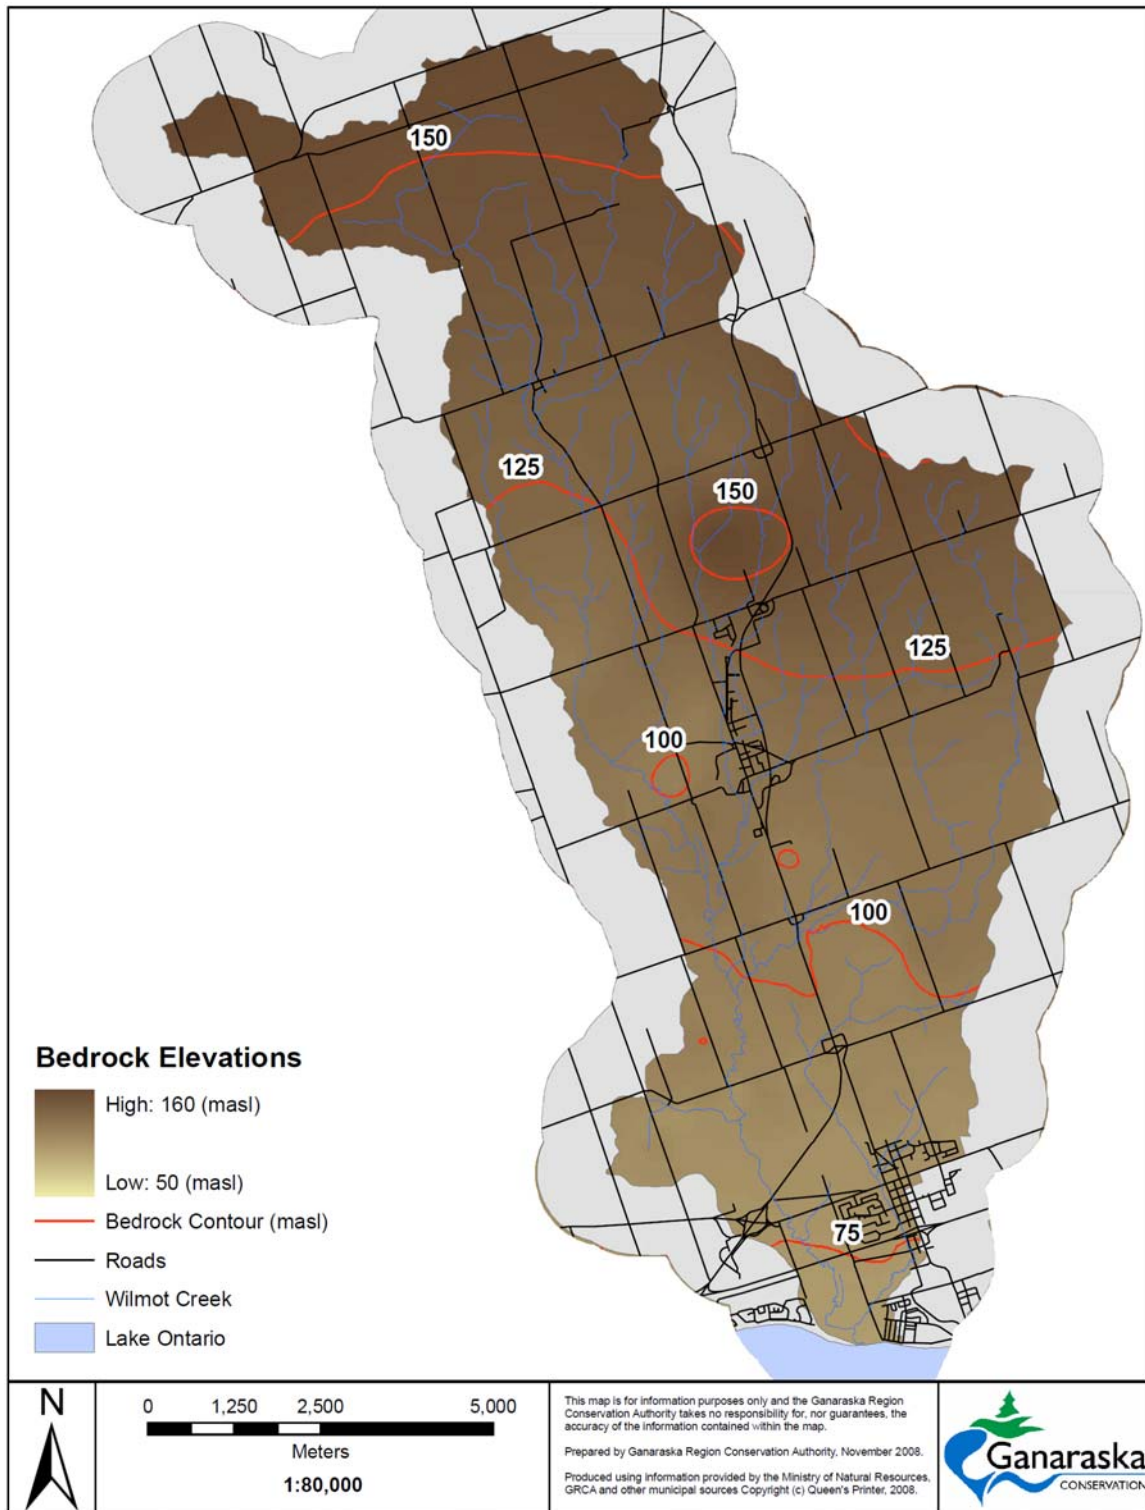 150
125
150
125
100
100
75
Bedrock Elevations
High: 160 (masl)
Low: 50 (masl)
Bedrock Contour (masl)
Roads
Wilmot Creek
Lake Ontario
N
0 1,250 2,500 5,000
Meters
1:80,000
This map is for information purposes only and the Ganaraska Region
Conservation Authority takes no responsibility for, nor guarantees, the
accuracy of the information contained within the map.
Prepared by Ganaraska Region Conservation Authority, November 2008.
Produced using information provided by the Ministry of Natural Resources,
GRCA and other municipal sources Copyright (c) Queen's Printer, 2008.
Ganaraska
CONSERVATION